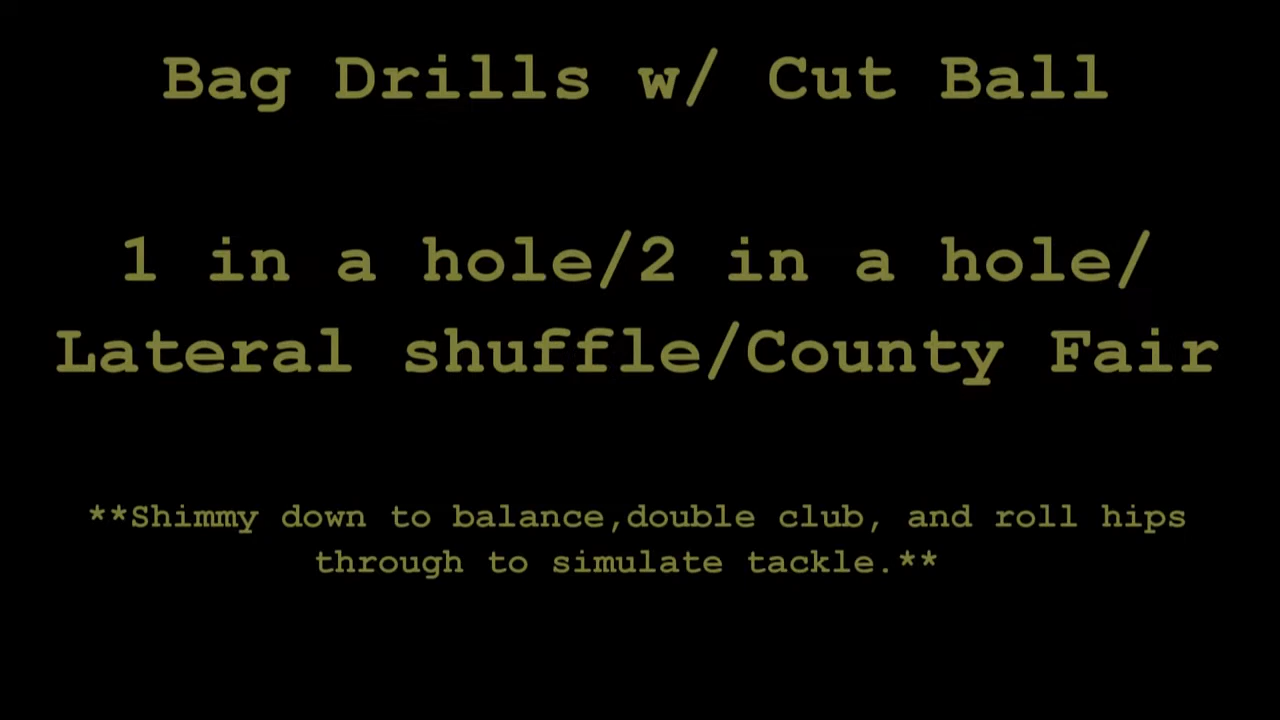 Bag Drills w/ Cut Ball
1 in a hole/2 in a hole/
Lateral shuffle/County Fair
**Shimmy down to balance,double club, and roll hips
through to simulate tackle.**